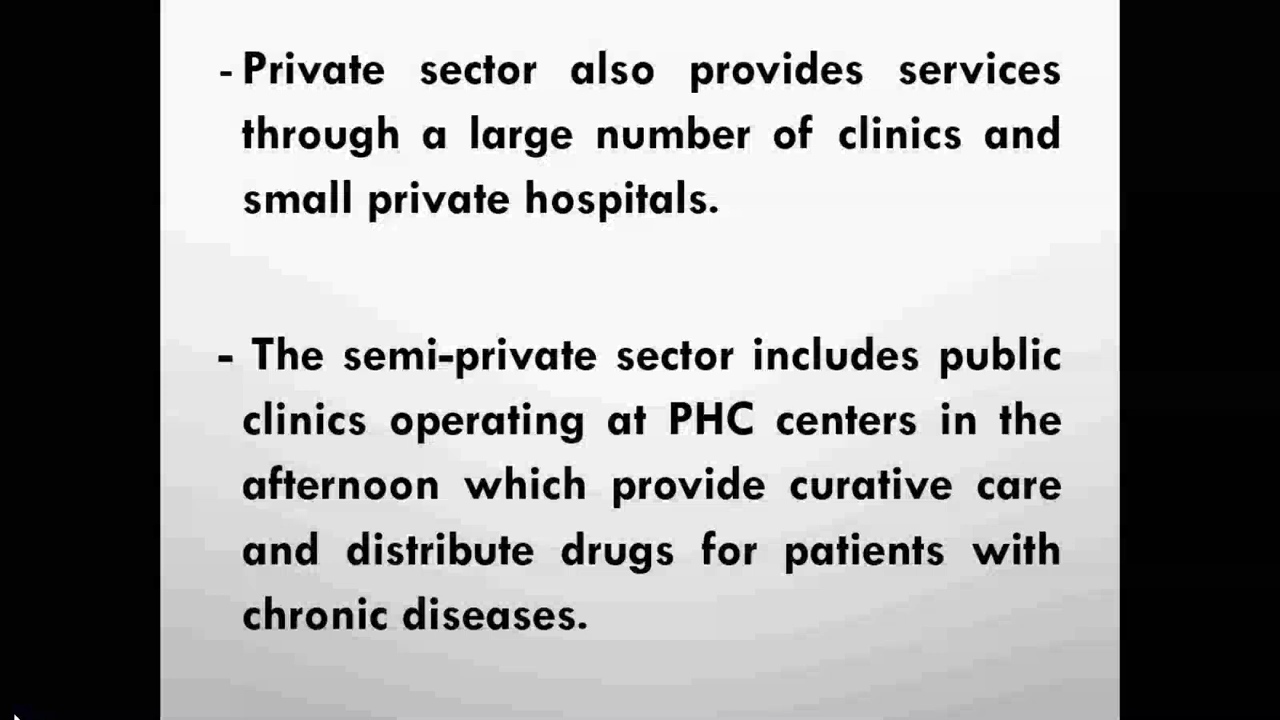 - Private sector also provides services
through a large number of clinics and
small private hospitals.
- The semi-private sector includes public
clinics operating at PHC centers in the
afternoon which provide curative care
and distribute drugs for patients with
chronic diseases.